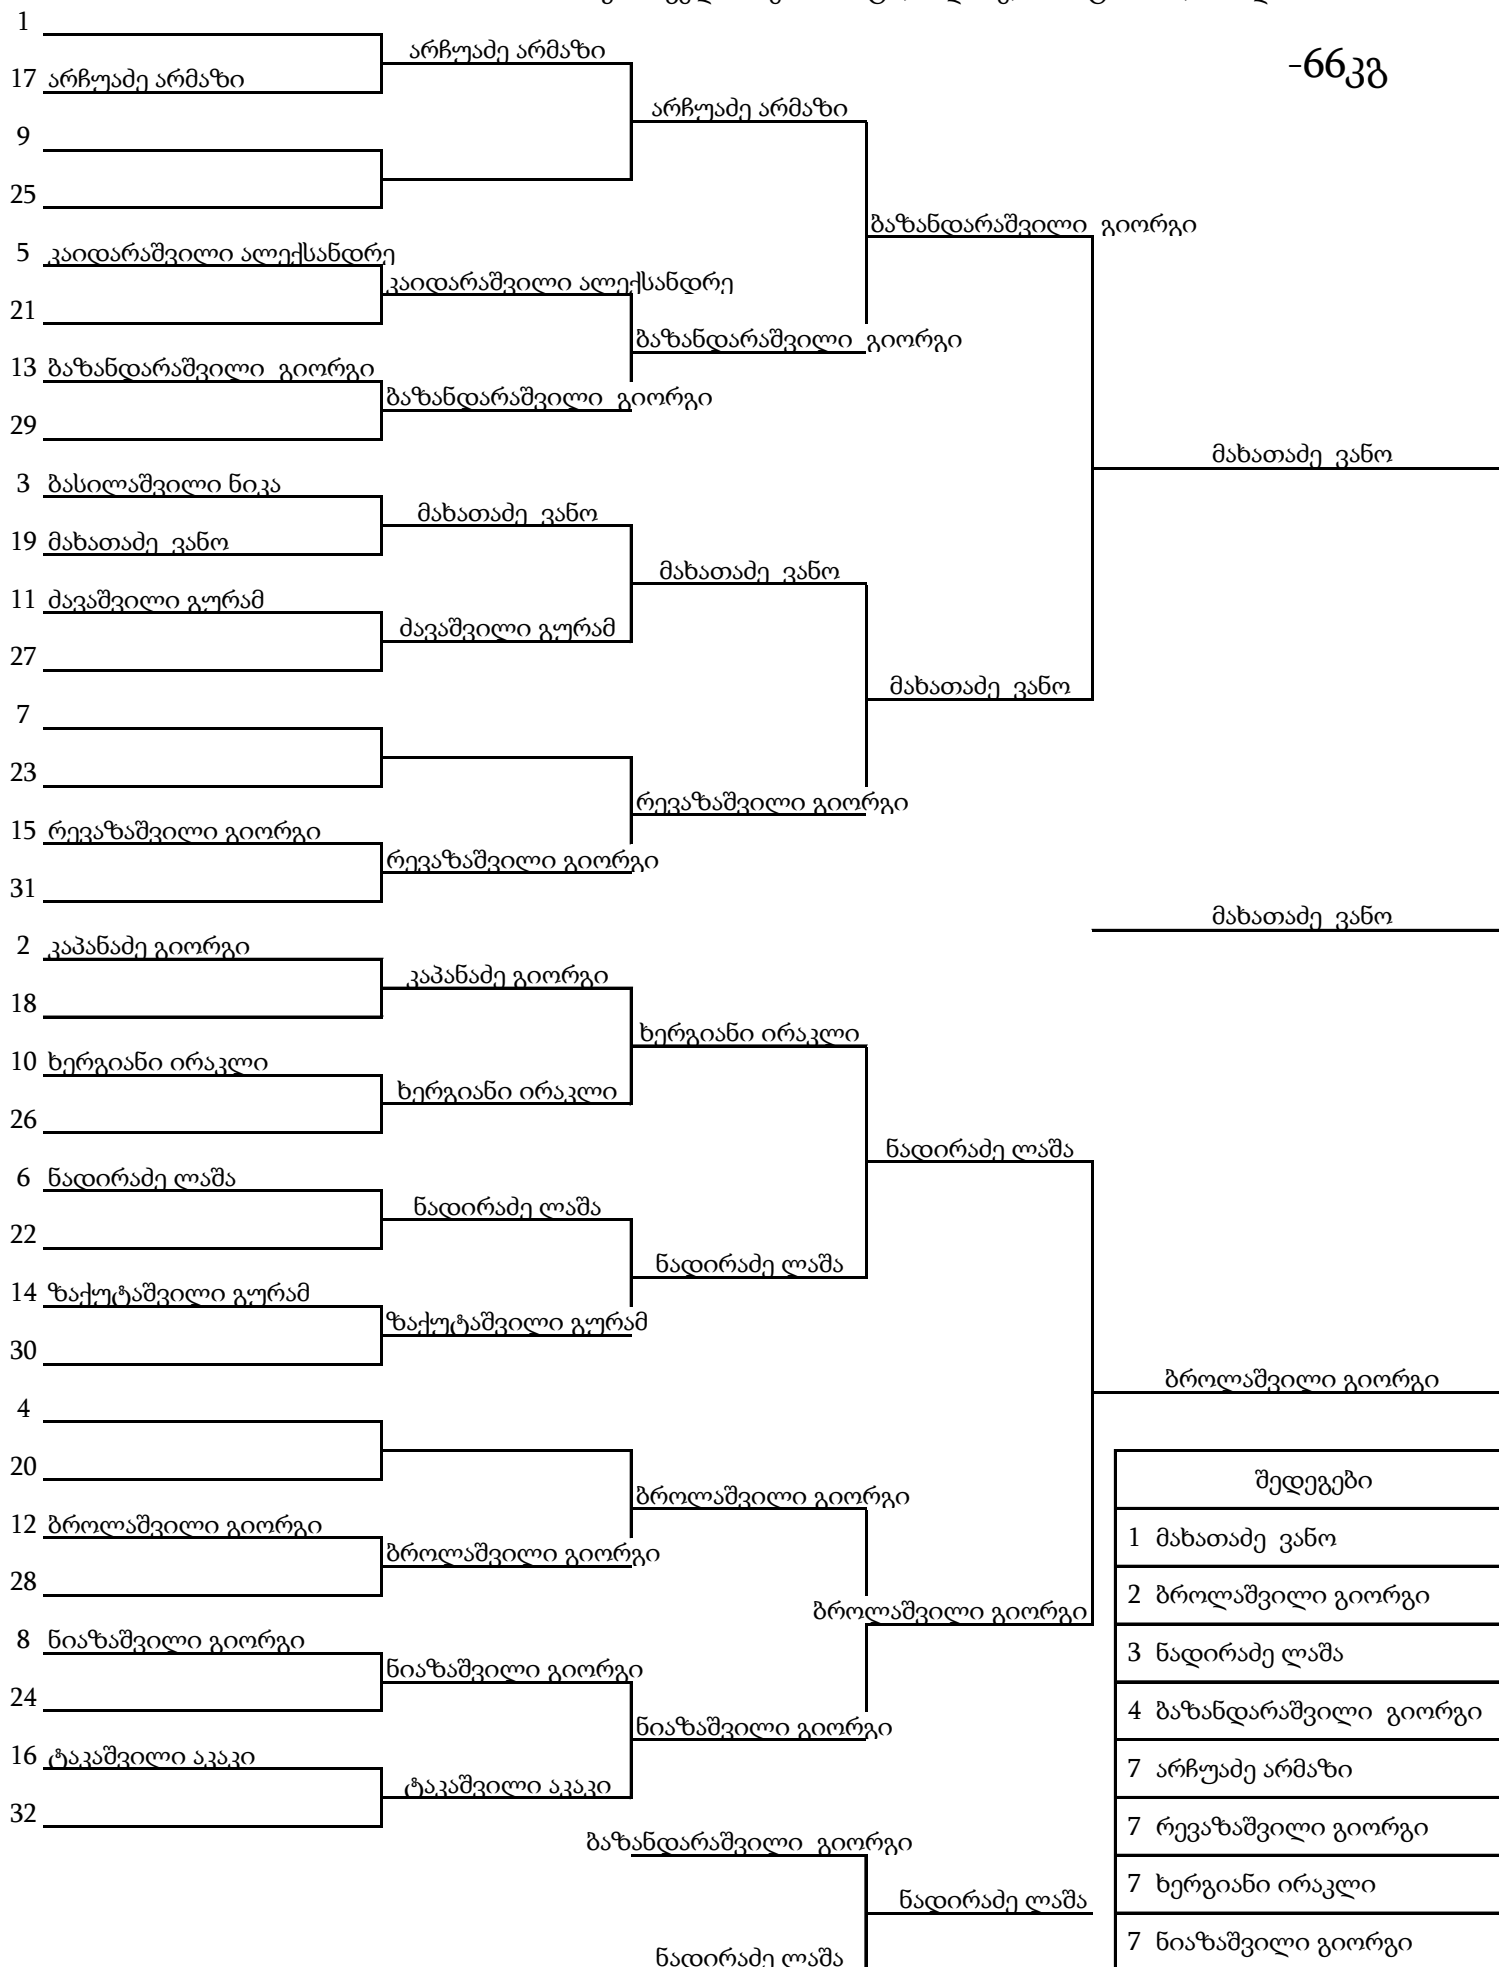 -66კგ
1
არჩუაძე არმაზი
17 არჩუაძე არმაზი
არჩუაძე არმაზი
9
25
ბაზანდარაშვილი გიორგი
5 კაიდარაშვილი ალექსანდრე
კაიდარაშვილი ალექსანდრე
21
ბაზანდარაშვილი გიორგი
13 ბაზანდარაშვილი გიორგი
ბაზანდარაშვილი გიორგი
29
მახათაძე ვანო
3 ბასილაშვილი ნიკა
მახათაძე ვანო
19 მახათაძე ვანო
მახათაძე ვანო
11 ძავაშვილი გურამ
ძავაშვილი გურამ
27
მახათაძე ვანო
7
23
რევაზაშვილი გიორგი
15 რევაზაშვილი გიორგი
რევაზაშვილი გიორგი
31
მახათაძე ვანო
2 კაპანაძე გიორგი
კაპანაძე გიორგი
18
ხერგიანი ირაკლი
10 ხერგიანი ირაკლი
ხერგიანი ირაკლი
26
ნადირაძე ლაშა
6 ნადირაძე ლაშა
ნადირაძე ლაშა
22
ნადირაძე ლაშა
14 ზაქუტაშვილი გურამ
ზაქუტაშვილი გურამ
30
ბროლაშვილი გიორგი
4
20
ბროლაშვილი გიორგი
12 ბროლაშვილი გიორგი
ბროლაშვილი გიორგი
28
ბროლაშვილი გიორგი
8 ნიაზაშვილი გიორგი
ნიაზაშვილი გიორგი
24
ნიაზაშვილი გიორგი
16 ტაკაშვილი აკაკი
ტაკაშვილი აკაკი
32
ბაზანდარაშვილი გიორგი
ნადირაძე ლაშა
ნადირაძე ლაშა
შედეგები
1 მახათაძე ვანო
2 ბროლაშვილი გიორგი
3 ნადირაძე ლაშა
4 ბაზანდარაშვილი გიორგი
7 არჩუაძე არმაზი
7 რევაზაშვილი გიორგი
7 ხერგიანი ირაკლი
7 ნიაზაშვილი გიორგი